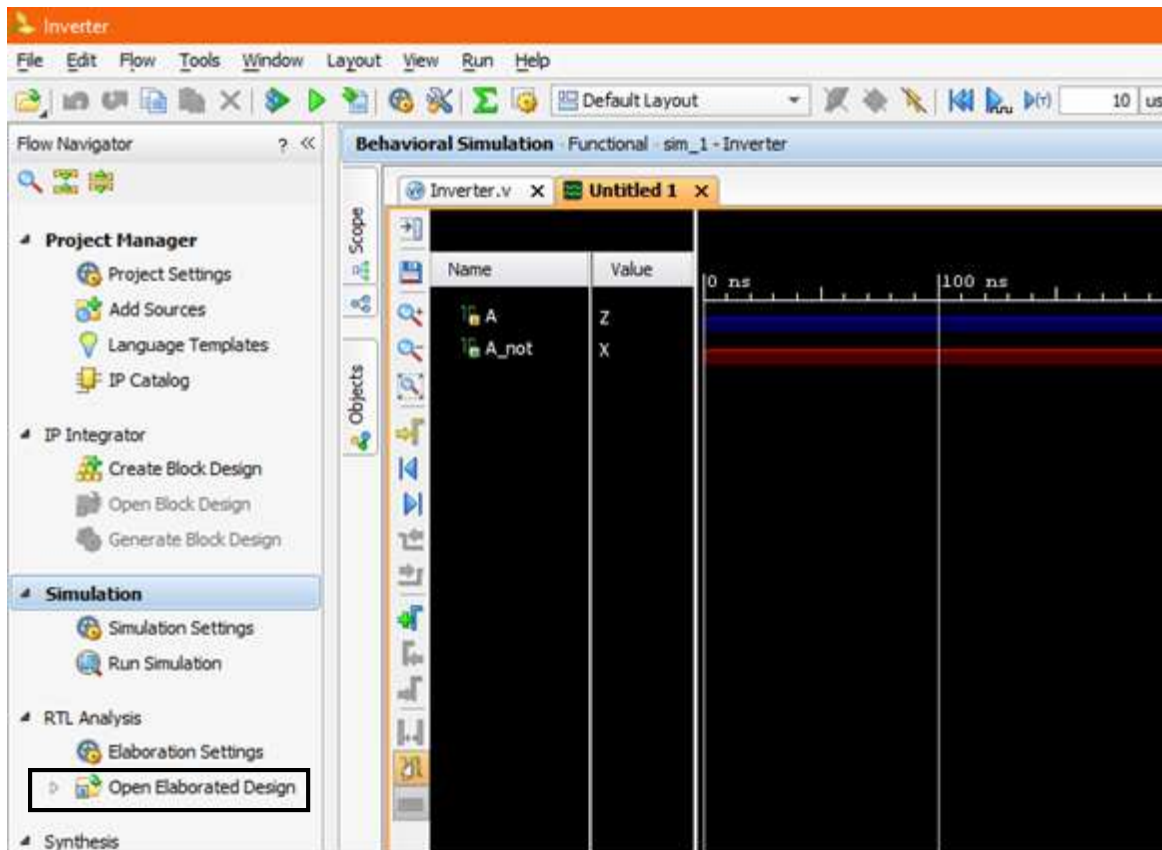 Inverter
File Edit Flow Tools Window Layout View Run Help
Default Layout 10 us
Flow Navigator ? «
Behavioral Simulation - Functional - sim_1 - Inverter
Inverter.v Untitled 1
Scope
Objects
Name Value
0 ns 100 ns
A Z
A_not X
Project Manager
Project Settings
Add Sources
Language Templates
IP Catalog
IP Integrator
Create Block Design
Open Block Design
Generate Block Design
Simulation
Simulation Settings
Run Simulation
RTL Analysis
Elaboration Settings
Open Elaborated Design
Synthesis